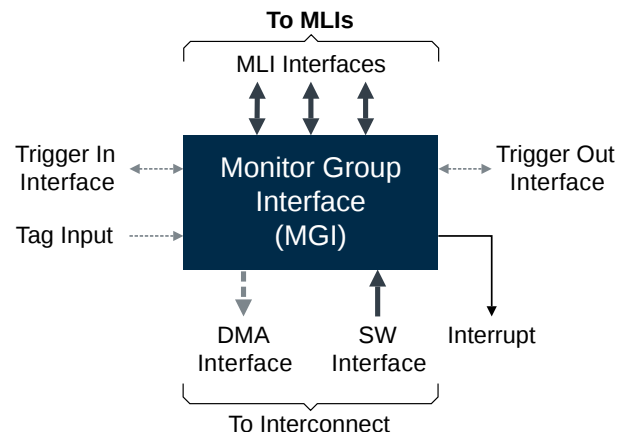 To MLIs
MLI Interfaces
Trigger In
Interface
Monitor Group
Interface
(MGI)
Trigger Out
Interface
Tag Input
DMA
Interface
SW
Interface
Interrupt
To Interconnect